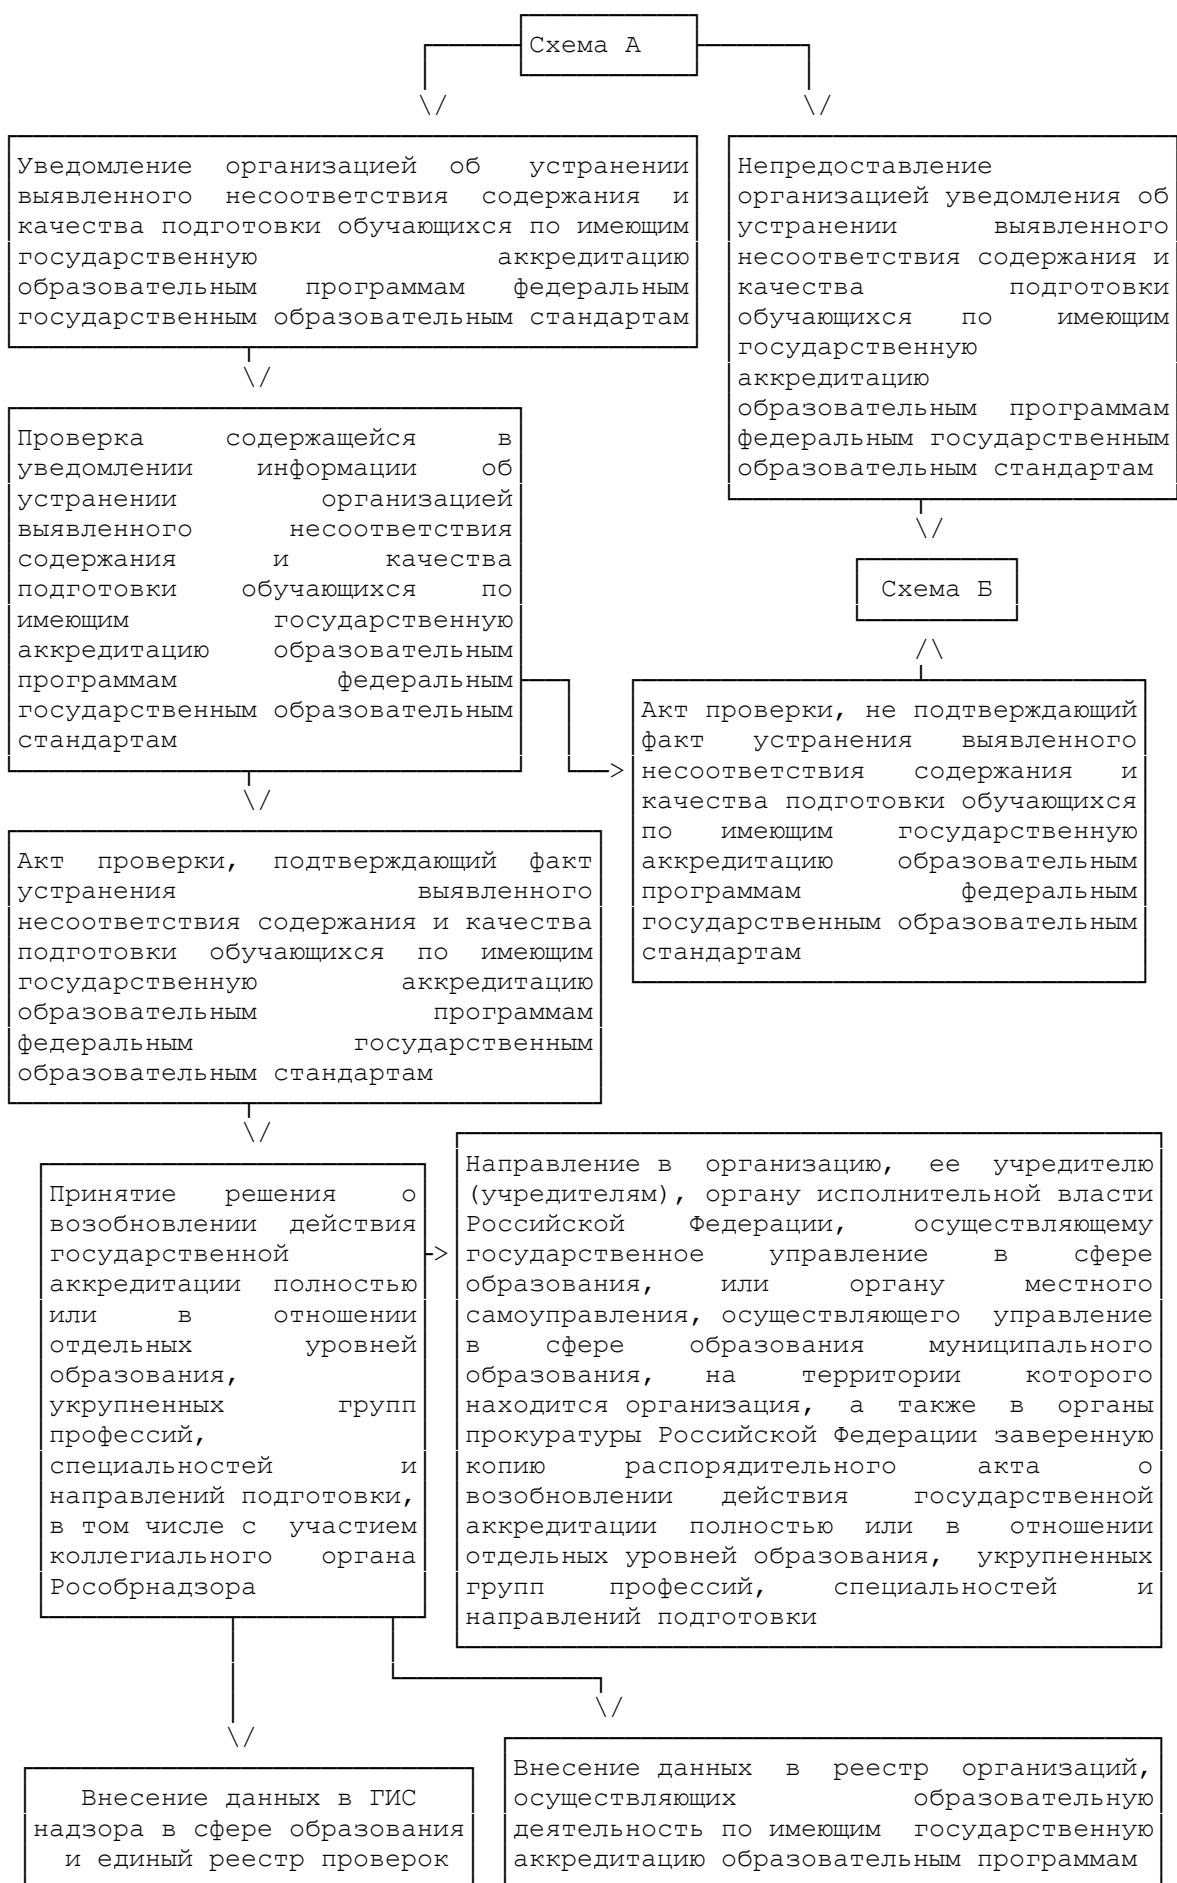 Схема А
Уведомление организацией об устранении
выявленного несоответствия содержания и
качества подготовки обучающихся по имеющим
государственную аккредитацию
образовательным программам федеральным
государственным образовательным стандартам
Непредоставление
организацией уведомления об
устранении выявленного
несоответствия содержания и
качества подготовки
обучающихся по имеющим
государственную
аккредитацию
образовательным программам
федеральным государственным
образовательным стандартам
Проверка содержащейся в
уведомлении информации об
устранении организацией
выявленного несоответствия
содержания и качества
подготовки обучающихся по
имеющим государственную
аккредитацию образовательным
программам федеральным
государственным образовательным
стандартам
Схема Б
Акт проверки, не подтверждающий
факт устранения выявленного
несоответствия содержания и
качества подготовки обучающихся
по имеющим государственную
аккредитацию образовательным
программам федеральным
государственным образовательным
стандартам
Акт проверки, подтверждающий факт
устранения выявленного
несоответствия содержания и качества
подготовки обучающихся по имеющим
государственную аккредитацию
образовательным программам
федеральным государственным
образовательным стандартам
Принятие решения о
возобновлении действия
государственной
аккредитации полностью
или в отношении
отдельных уровней
образования,
укрупненных групп
профессий,
специальностей и
направлений подготовки,
в том числе с участием
коллегиального органа
Рособрнадзора
Направление в организацию, ее учредителю
(учредителям), органу исполнительной власти
Российской Федерации, осуществляющему
государственное управление в сфере
образования, или органу местного
самоуправления, осуществляющего управление
в сфере образования муниципального
образования, на территории которого
находится организация, а также в органы
прокуратуры Российской Федерации заверенную
копию распорядительного акта о
возобновлении действия государственной
аккредитации полностью или в отношении
отдельных уровней образования, укрупненных
групп профессий, специальностей и
направлений подготовки
Внесение данных в ГИС
надзора в сфере образования
и единый реестр проверок
Внесение данных в реестр организаций,
осуществляющих образовательную
деятельность по имеющим государственную
аккредитацию образовательным программам